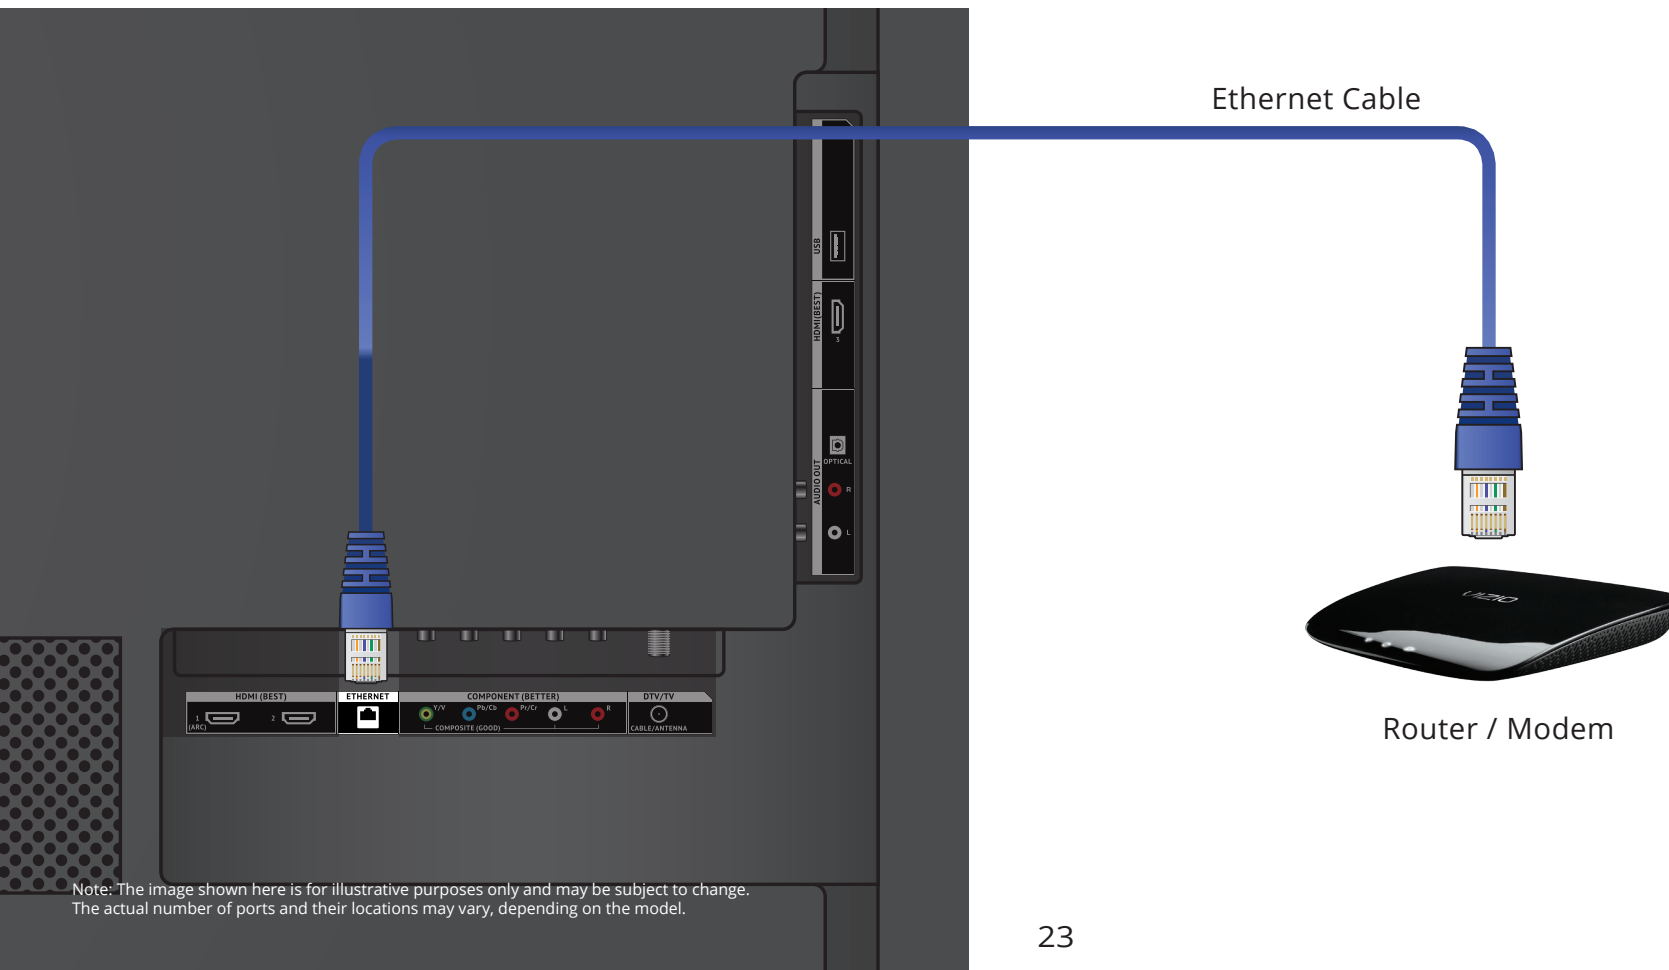 Ethernet Cable
USB
HDMI(BEST)
3
AUDIO OUT
OPTICAL
R
L
VIZIO
Router / Modem
HDMI (BEST)
1
(ARC)
2
ETHERNET
COMPONENT (BETTER)
Y/V
Pb/Cb
Pr/Cr
L
R
COMPOSITE (GOOD)
DTV/TV
CABLE/ANTENNA
Note: The image shown here is for illustrative purposes only and may be subject to change.
The actual number of ports and their locations may vary, depending on the model.
23